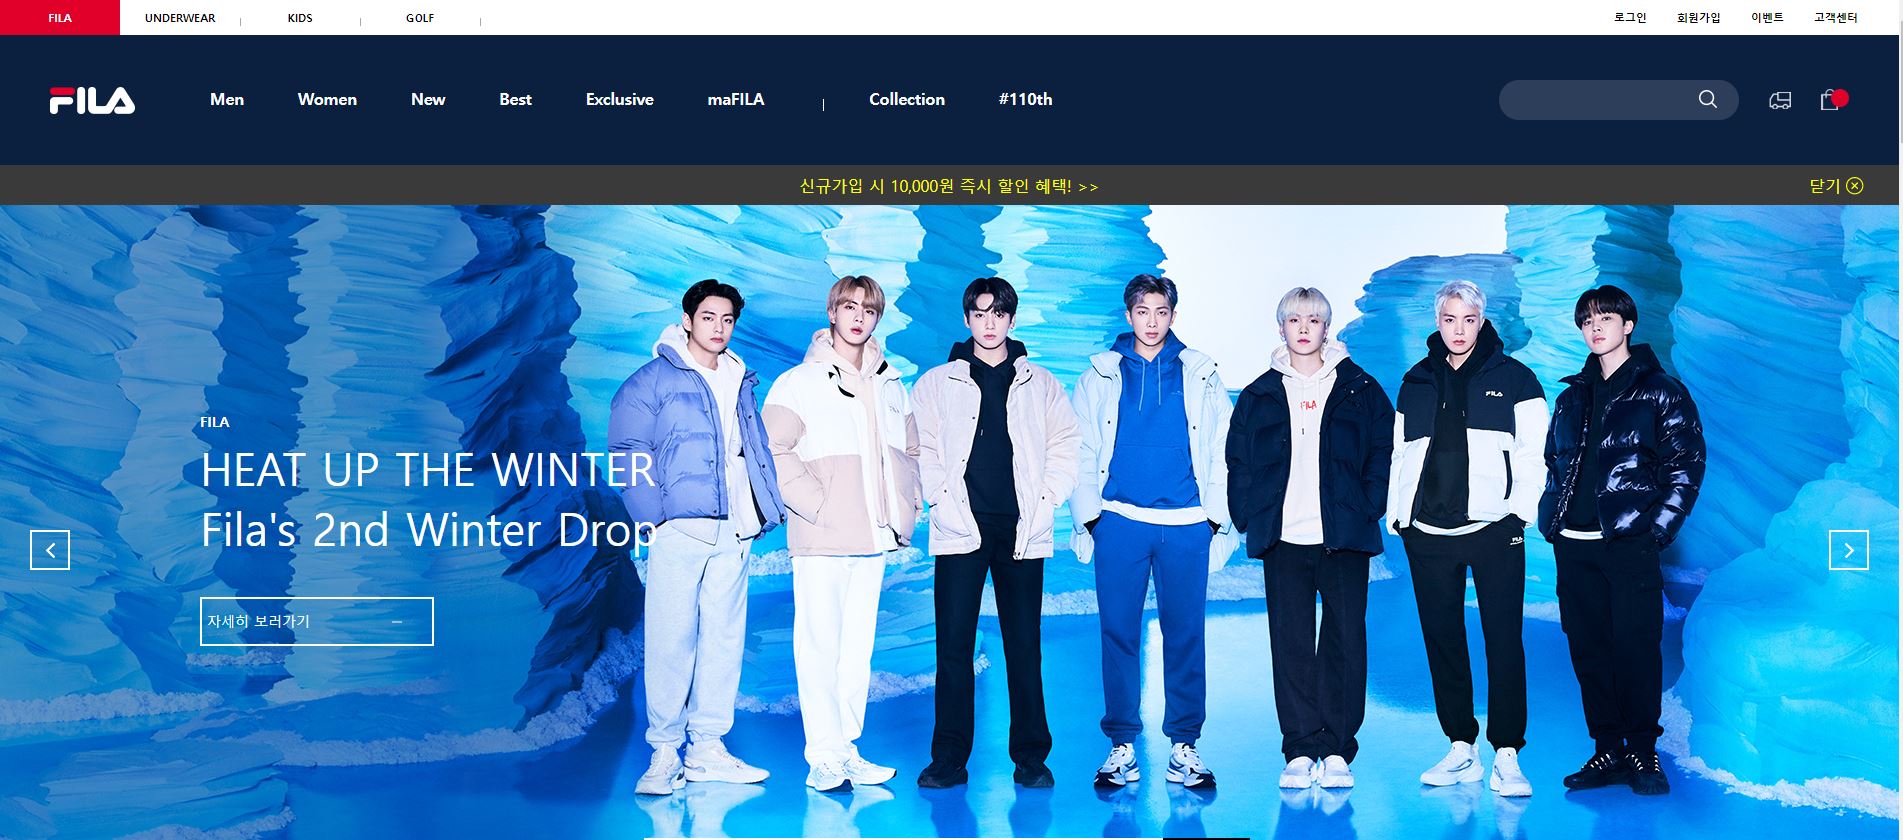 FILA
UNDERWEAR
KIDS
GOLF
로그인
회원가입
이벤트
고객센터
FILA
Men
Women
New
Best
Exclusive
maFILA
Collection
#110th
신규가입 시 10,000원 즉시 할인 혜택! >>
닫기
FILA
HEAT UP THE WINTER
Fila's 2nd Winter Drop
자세히 보러가기
FILA
FILA
FILA